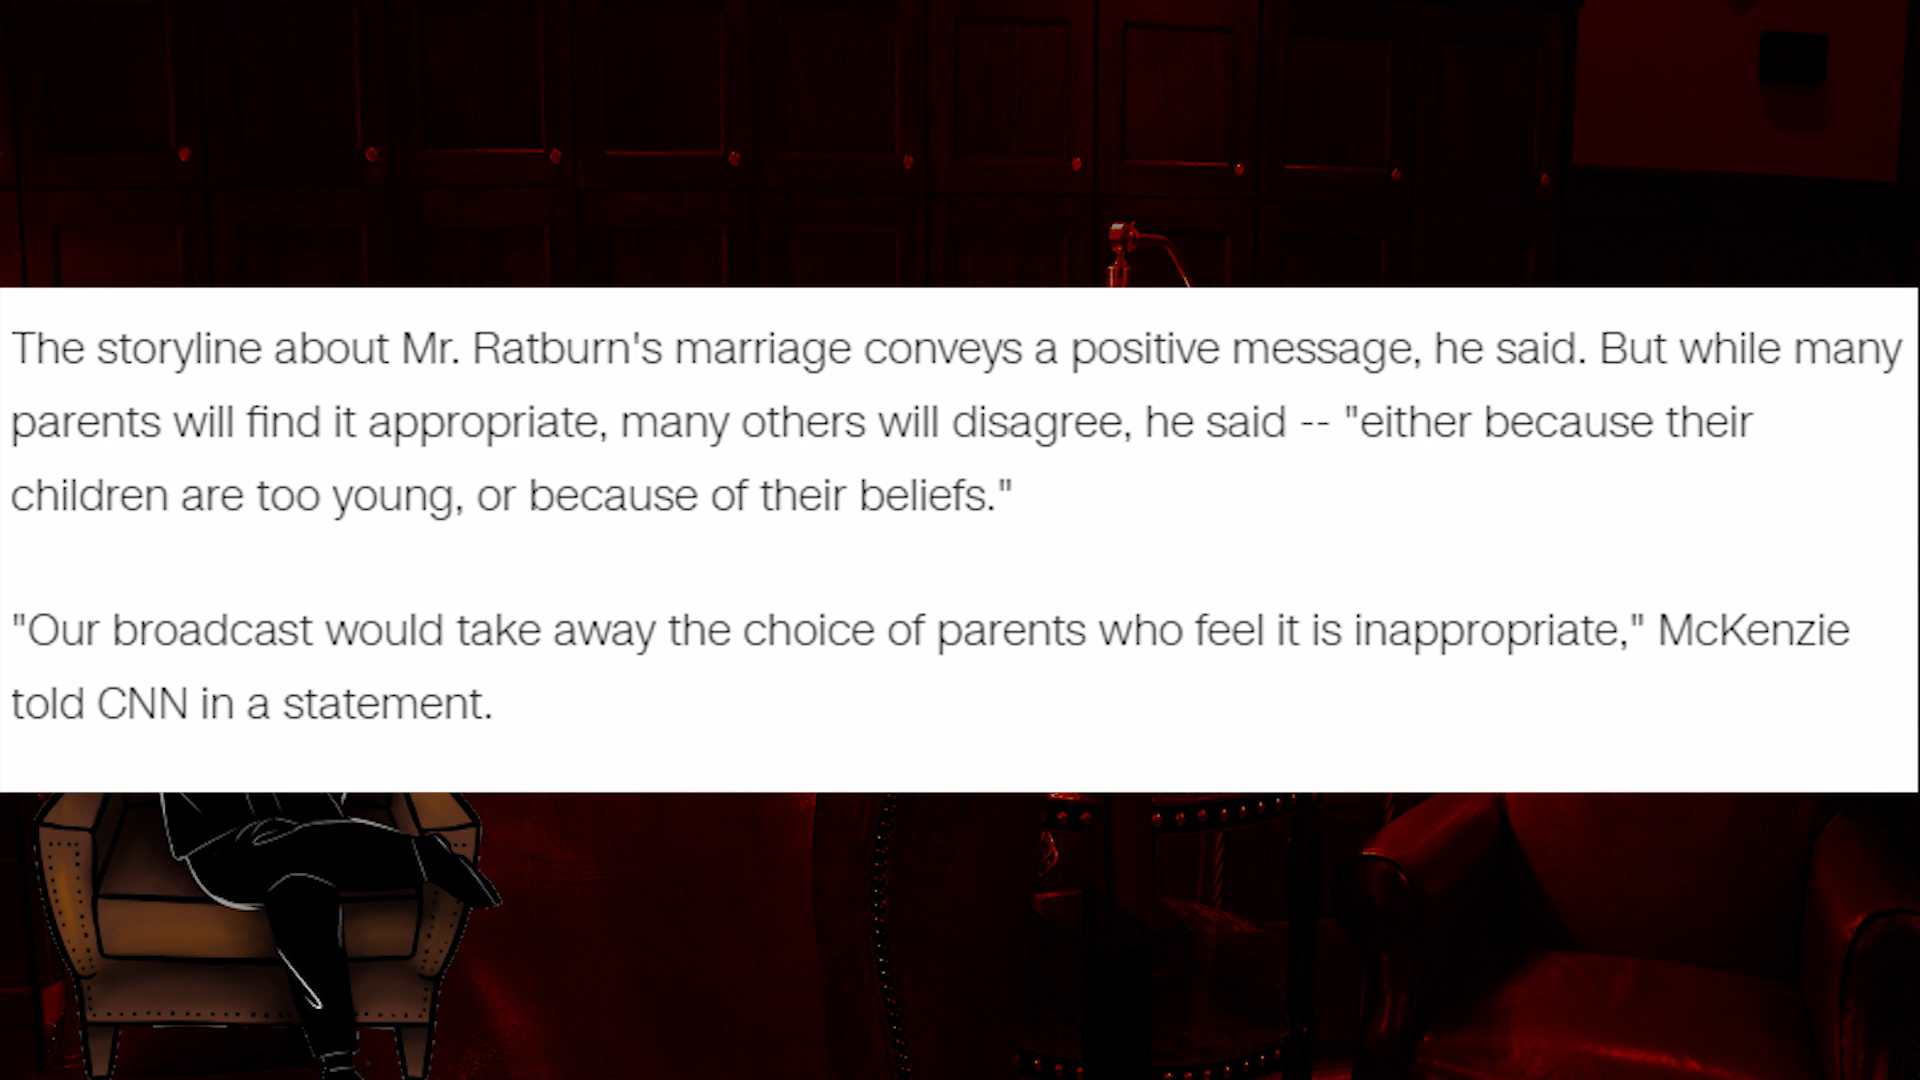 The storyline about Mr. Ratburn's marriage conveys a positive message, he said. But while many
parents will find it appropriate, many others will disagree, he said -- "either because their
children are too young, or because of their beliefs."
"Our broadcast would take away the choice of parents who feel it is inappropriate," McKenzie
told CNN in a statement.